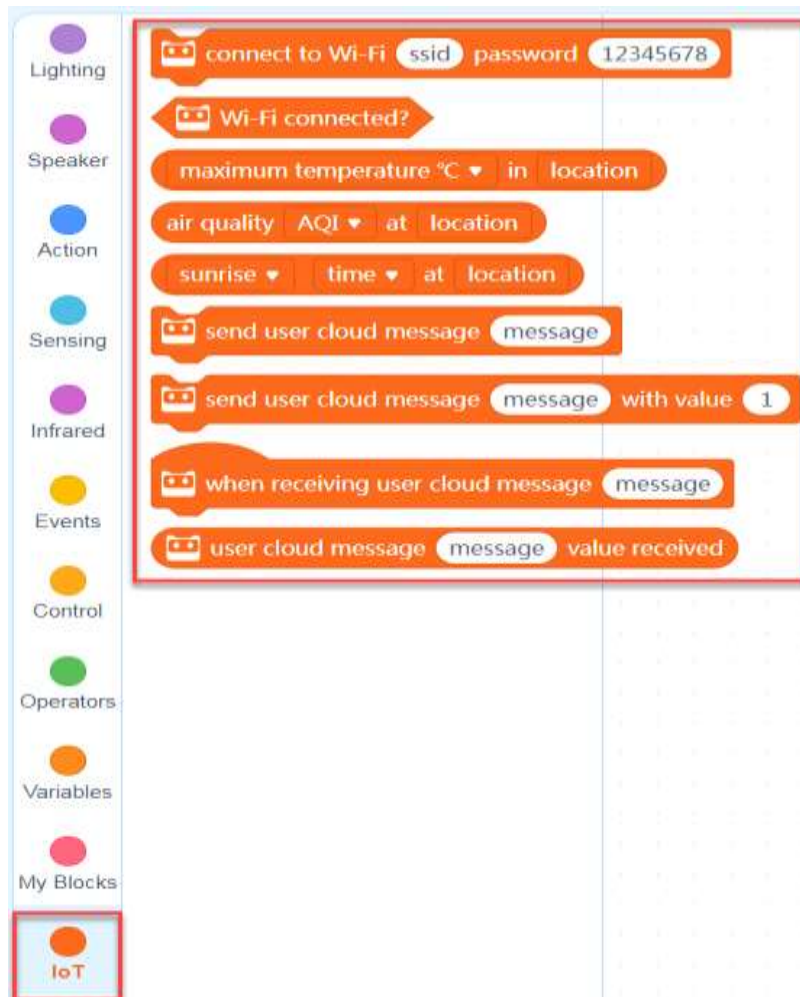 Lighting
Speaker
Action
Sensing
Infrared
Events
Control
Operators
Variables
My Blocks
IoT
connect to Wi-Fi ssid password 12345678
Wi-Fi connected?
maximum temperature °C in location
air quality AQI at location
sunrise time at location
send user cloud message message
send user cloud message message with value 1
when receiving user cloud message message
user cloud message message value received